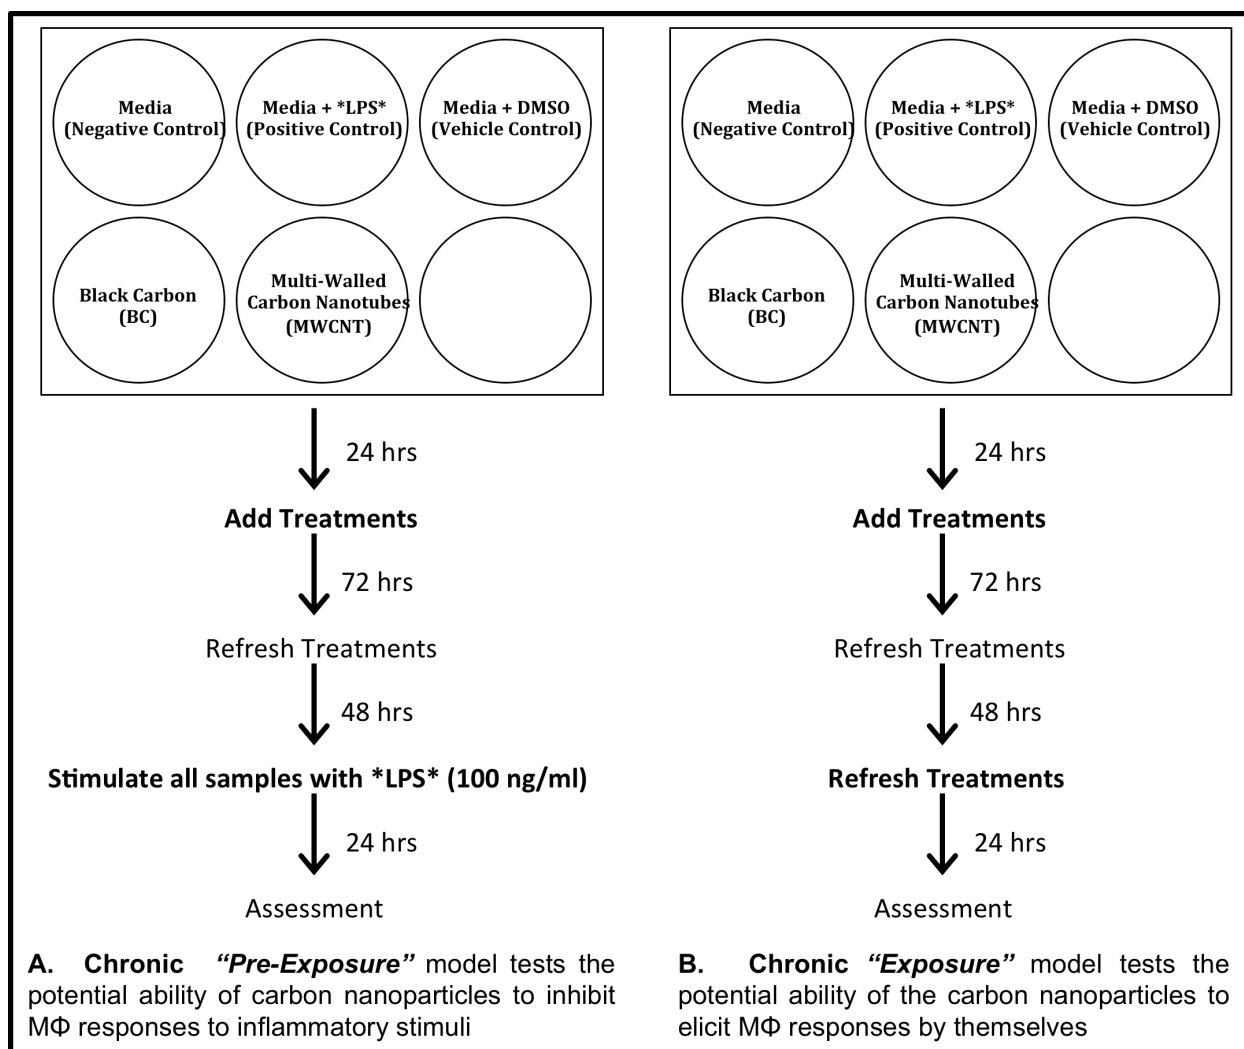 Media
(Negative Control)
Media + *LPS*
(Positive Control)
Media + DMSO
(Vehicle Control)
Black Carbon
(BC)
Multi-Walled
Carbon Nanotubes
(MWCNT)
24 hrs
Add Treatments
72 hrs
Refresh Treatments
48 hrs
Stimulate all samples with *LPS* (100 ng/ml)
24 hrs
Assessment
A. Chronic “Pre-Exposure” model tests the
potential ability of carbon nanoparticles to inhibit
MΦ responses to inflammatory stimuli
Media
(Negative Control)
Media + *LPS*
(Positive Control)
Media + DMSO
(Vehicle Control)
Black Carbon
(BC)
Multi-Walled
Carbon Nanotubes
(MWCNT)
24 hrs
Add Treatments
72 hrs
Refresh Treatments
48 hrs
Refresh Treatments
24 hrs
Assessment
B. Chronic “Exposure” model tests the
potential ability of the carbon nanoparticles to
elicit MΦ responses by themselves